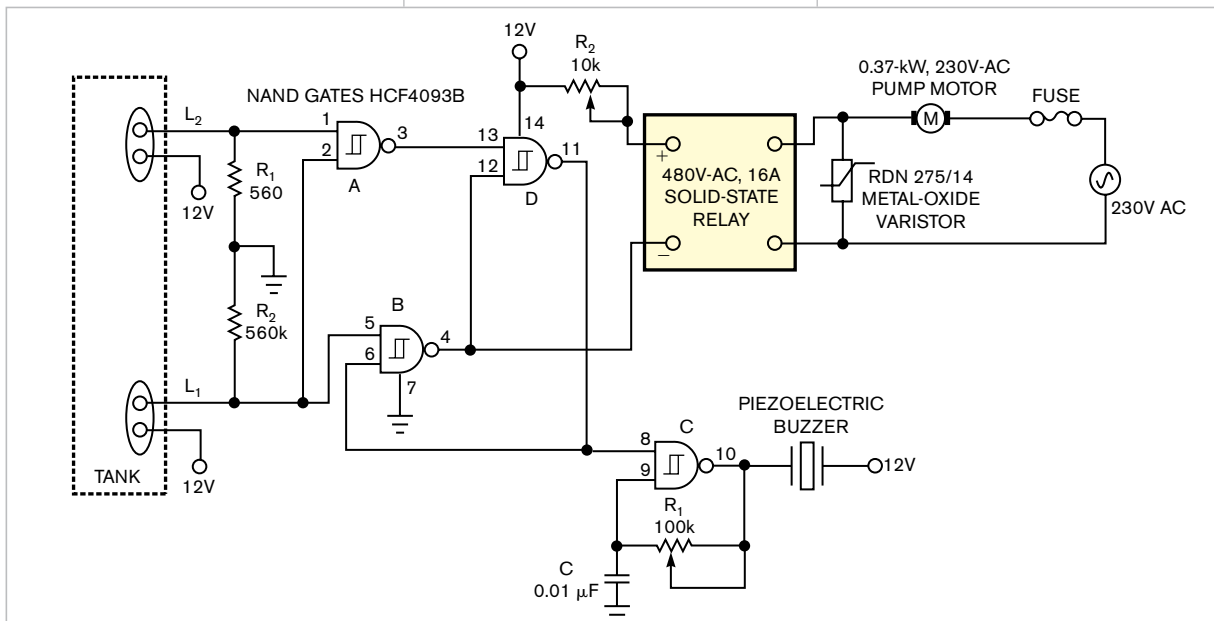 12V
R2
10k
0.37-kW, 230V-AC
PUMP MOTOR
FUSE
NAND GATES HCF4093B
L2
1
2
3
A
13
12
14
11
D
R1
560
12V
+
480V-AC, 16A
SOLID-STATE
RELAY
−
M
RDN 275/14
METAL-OXIDE
VARISTOR
230V AC
R2
560k
B
5
6
4
7
L1
TANK
12V
PIEZOELECTRIC
BUZZER
C
8
9
10
12V
R1
100k
C
0.01 μF